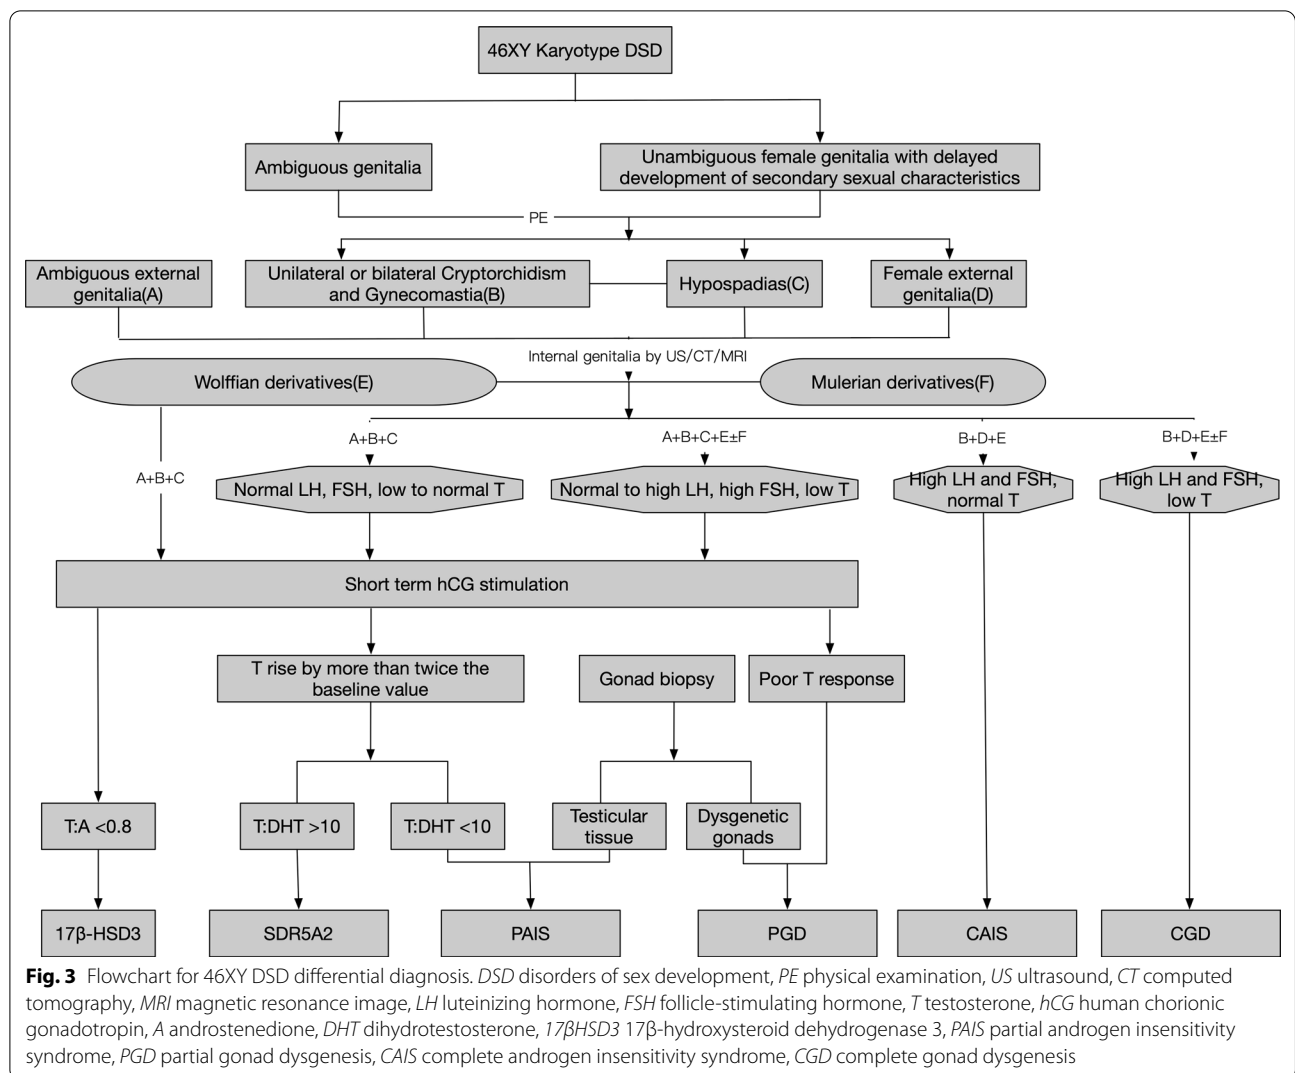 46XY Karyotype DSD
Ambiguous genitalia
Unambiguous female genitalia with delayed
development of secondary sexual characteristics
PE
Ambiguous external
genitalia(A)
Unilateral or bilateral Cryptorchidism
and Gynecomastia(B)
Hypospadias(C)
Female external
genitalia(D)
Internal genitalia by US/CT/MRI
Wolffian derivatives(E)
Mulerian derivatives(F)
A+B+C
A+B+C
A+B+C+E±F
B+D+E
B+D+E±F
Normal LH, FSH, low to normal T
Normal to high LH, high FSH, low T
High LH and FSH,
normal T
High LH and FSH,
low T
Short term hCG stimulation
T rise by more than twice the
baseline value
Gonad biopsy
Poor T response
T:A <0.8
T:DHT >10
T:DHT <10
Testicular
tissue
Dysgenetic
gonads
17β-HSD3
SDR5A2
PAIS
PGD
CAIS
CGD
Fig. 3 Flowchart for 46XY DSD differential diagnosis. DSD disorders of sex development, PE physical examination, US ultrasound, CT computed
tomography, MRI magnetic resonance image, LH luteinizing hormone, FSH follicle-stimulating hormone, T testosterone, hCG human chorionic
gonadotropin, A androstenedione, DHT dihydrotestosterone, 17βHSD3 17β-hydroxysteroid dehydrogenase 3, PAIS partial androgen insensitivity
syndrome, PGD partial gonad dysgenesis, CAIS complete androgen insensitivity syndrome, CGD complete gonad dysgenesis